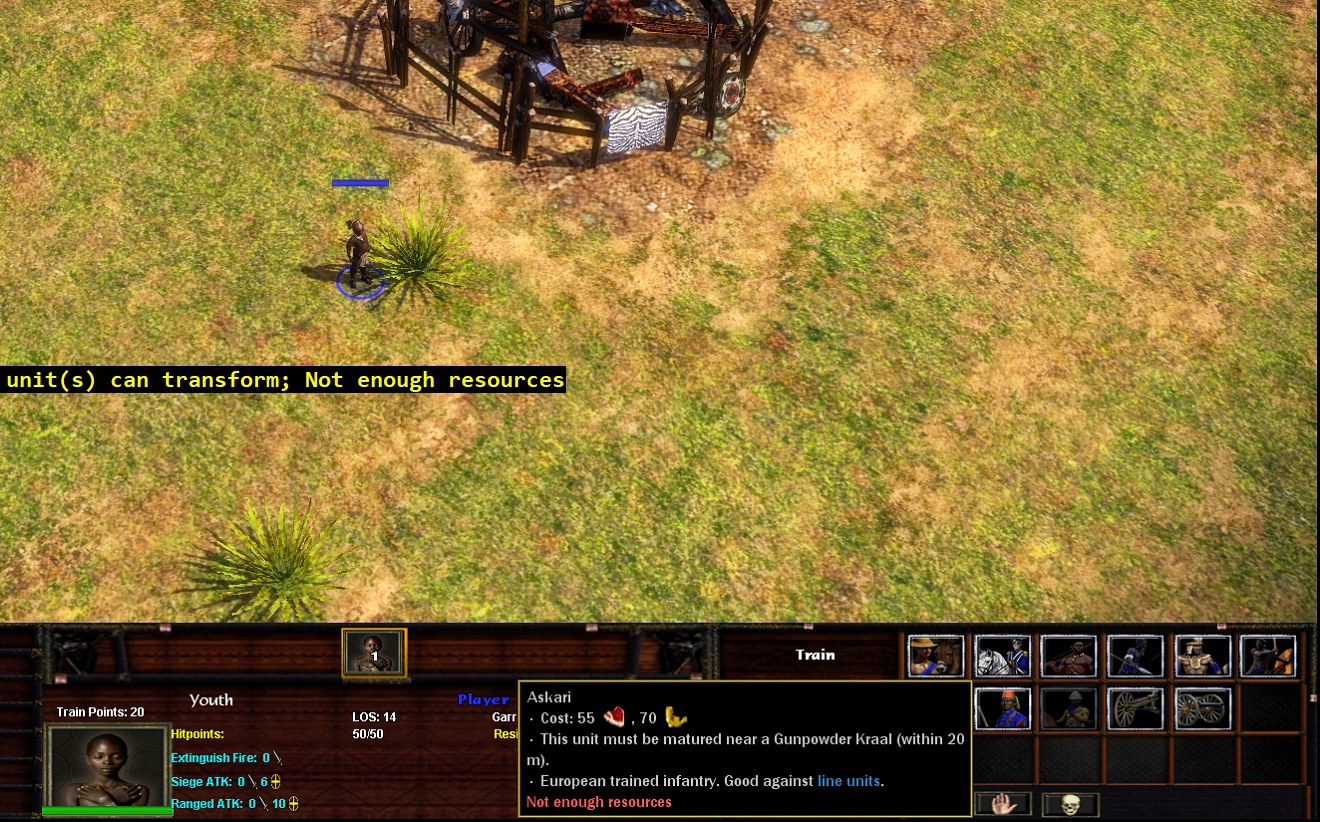 unit(s) can transform; Not enough resources
1
Train
Youth
Player
Train Points: 20
LOS: 14
Garr
Hitpoints:
50/50
Resi
Extinguish Fire: 0
Siege ATK: 0 6
Ranged ATK: 0 10
Askari
· Cost: 55 , 70
· This unit must be matured near a Gunpowder Kraal (within 20
m).
· European trained infantry. Good against line units.
Not enough resources